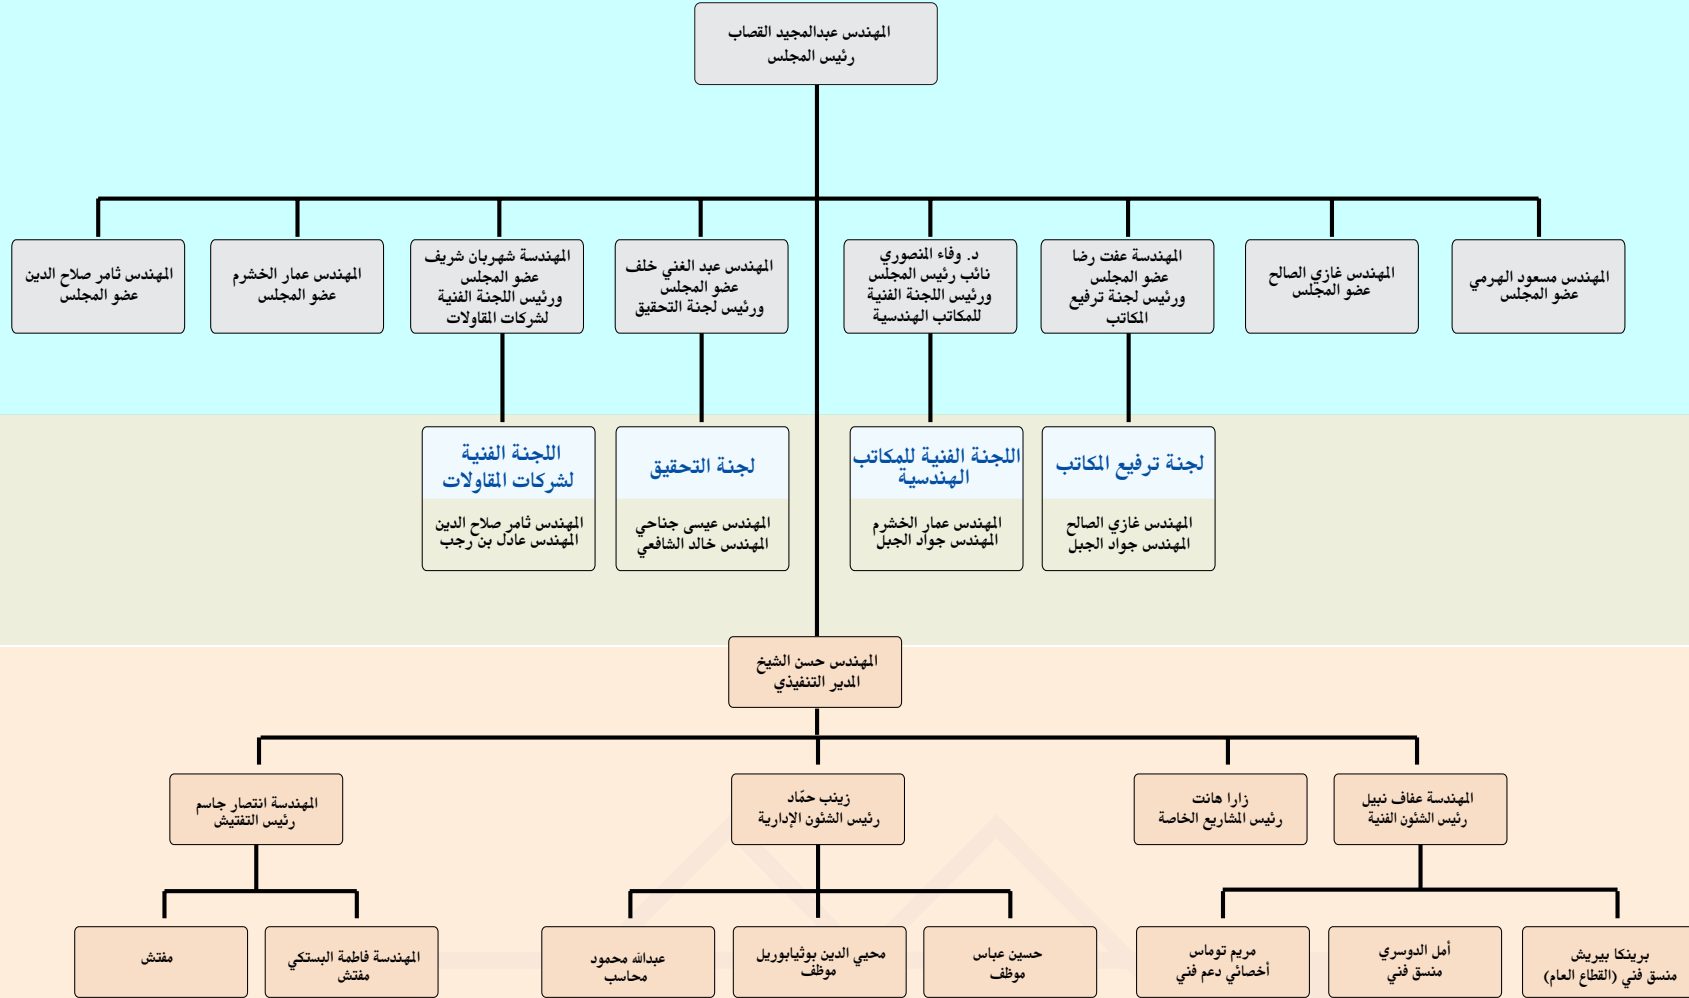 المهندس عبدالمجيد القصاب
رئيس المجلس
المهندس مسعود الهرمي
عضو المجلس
المهندس غازي الصالح
عضو المجلس
المهندسة عفت رضا
عضو المجلس
ورئيس لجنة ترفيع
المكاتب
د. وفاء المنصوري
نائب رئيس المجلس
ورئيس اللجنة الفنية
للمكاتب الهندسية
المهندس عبد الغني خلف
عضو المجلس
ورئيس لجنة التحقيق
المهندسة شهربان شريف
عضو المجلس
ورئيس اللجنة الفنية
لشركات المقاولات
المهندس عمار الخشرم
عضو المجلس
المهندس ثامر صلاح الدين
عضو المجلس
لجنة ترفيع المكاتب
المهندس غازي الصالح
المهندس جواد الجبل
اللجنة الفنية للمكاتب
الهندسية
المهندس عمار الخشرم
المهندس جواد الجبل
لجنة التحقيق
المهندس عيسى جناحي
المهندس خالد الشافعي
اللجنة الفنية
لشركات المقاولات
المهندس ثامر صلاح الدين
المهندس عادل بن رجب
المهندس حسن الشيخ
المدير التنفيذي
المهندسة عفاف نبيل
رئيس الشئون الفنية
زارا هانت
رئيس المشاريع الخاصة
زينب حمّاد
رئيس الشئون الإدارية
المهندسة انتصار جاسم
رئيس التفتيش
برينكا بيريش
منسق فني (القطاع العام)
أمل الدوسري
منسق فني
مريم توماس
أخصائي دعم فني
حسين عباس
موظف
محيي الدين بوثيابوريل
موظف
عبدالله محمود
محاسب
المهندسة فاطمة البستكي
مفتش
مفتش